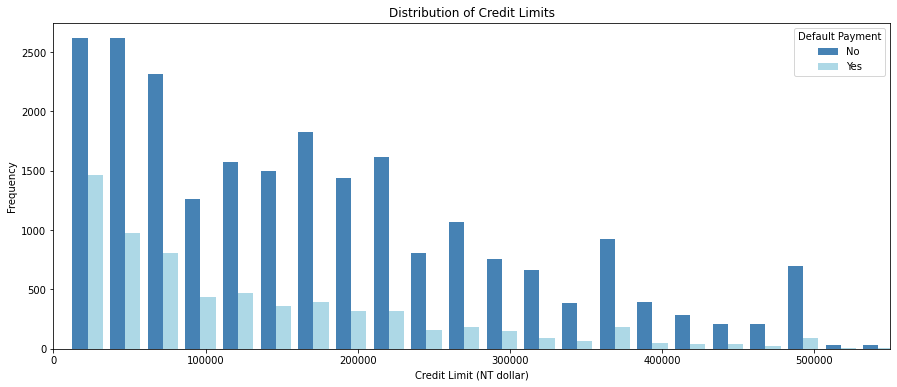 Distribution of Credit Limits
Default Payment
No
Yes
Frequency
2500
2000
1500
1000
500
0
0 100000 200000 300000 400000 500000
Credit Limit (NT dollar)